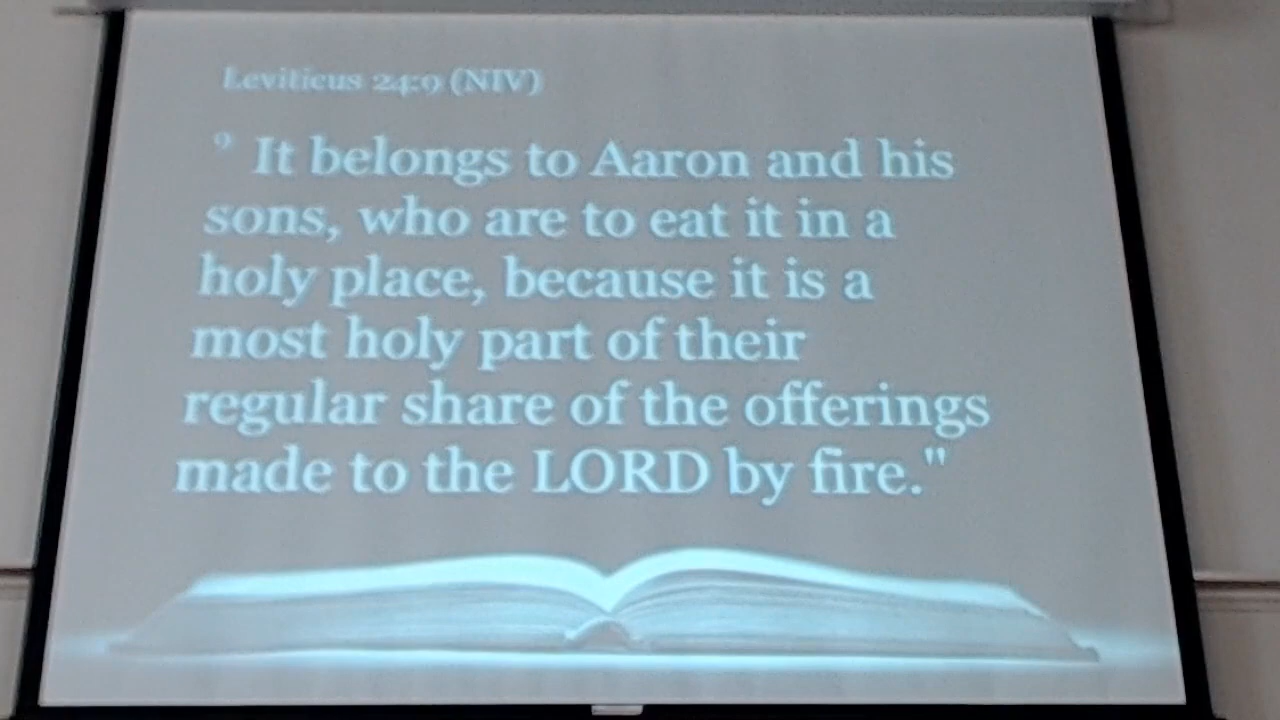 Leviticus 24:9 (NIV)
9 It belongs to Aaron and his
sons, who are to eat it in a
holy place, because it is a
most holy part of their
regular share of the offerings
made to the LORD by fire."